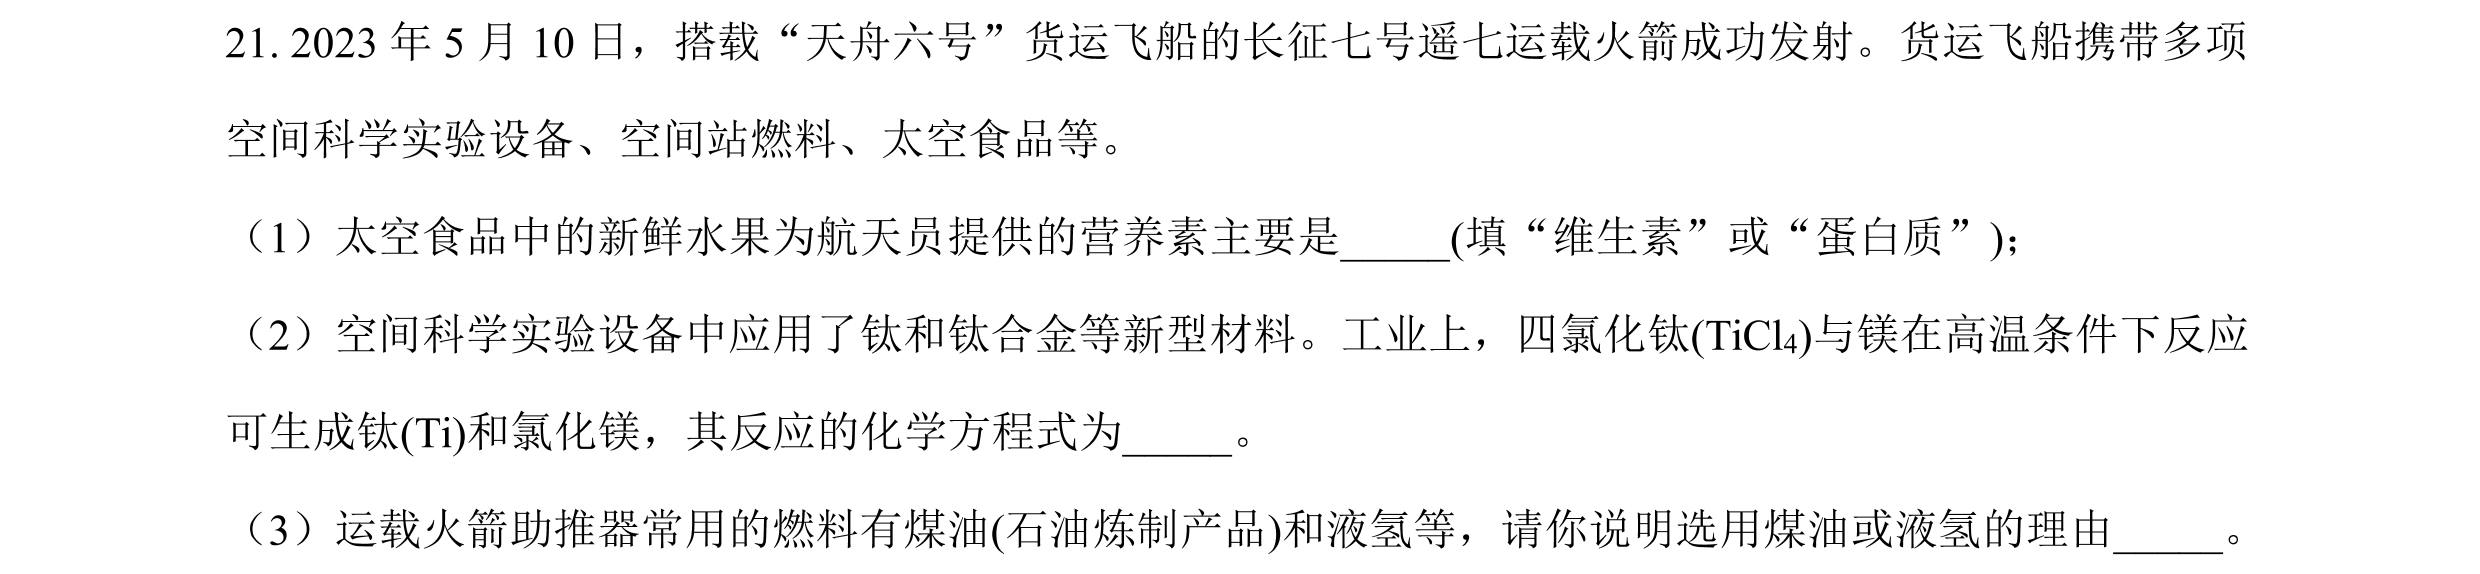 21. 2023 年 5 月 10 日，搭载“天舟六号”货运飞船的长征七号遥七运载火箭成功发射。货运飞船携带多项
空间科学实验设备、空间站燃料、太空食品等。
（1）太空食品中的新鲜水果为航天员提供的营养素主要是_____(填“维生素”或“蛋白质”)；
（2）空间科学实验设备中应用了钛和钛合金等新型材料。工业上，四氯化钛(TiCl₄)与镁在高温条件下反应
可生成钛(Ti)和氯化镁，其反应的化学方程式为_____。
（3）运载火箭助推器常用的燃料有煤油(石油炼制产品)和液氢等，请你说明选用煤油或液氢的理由_____。